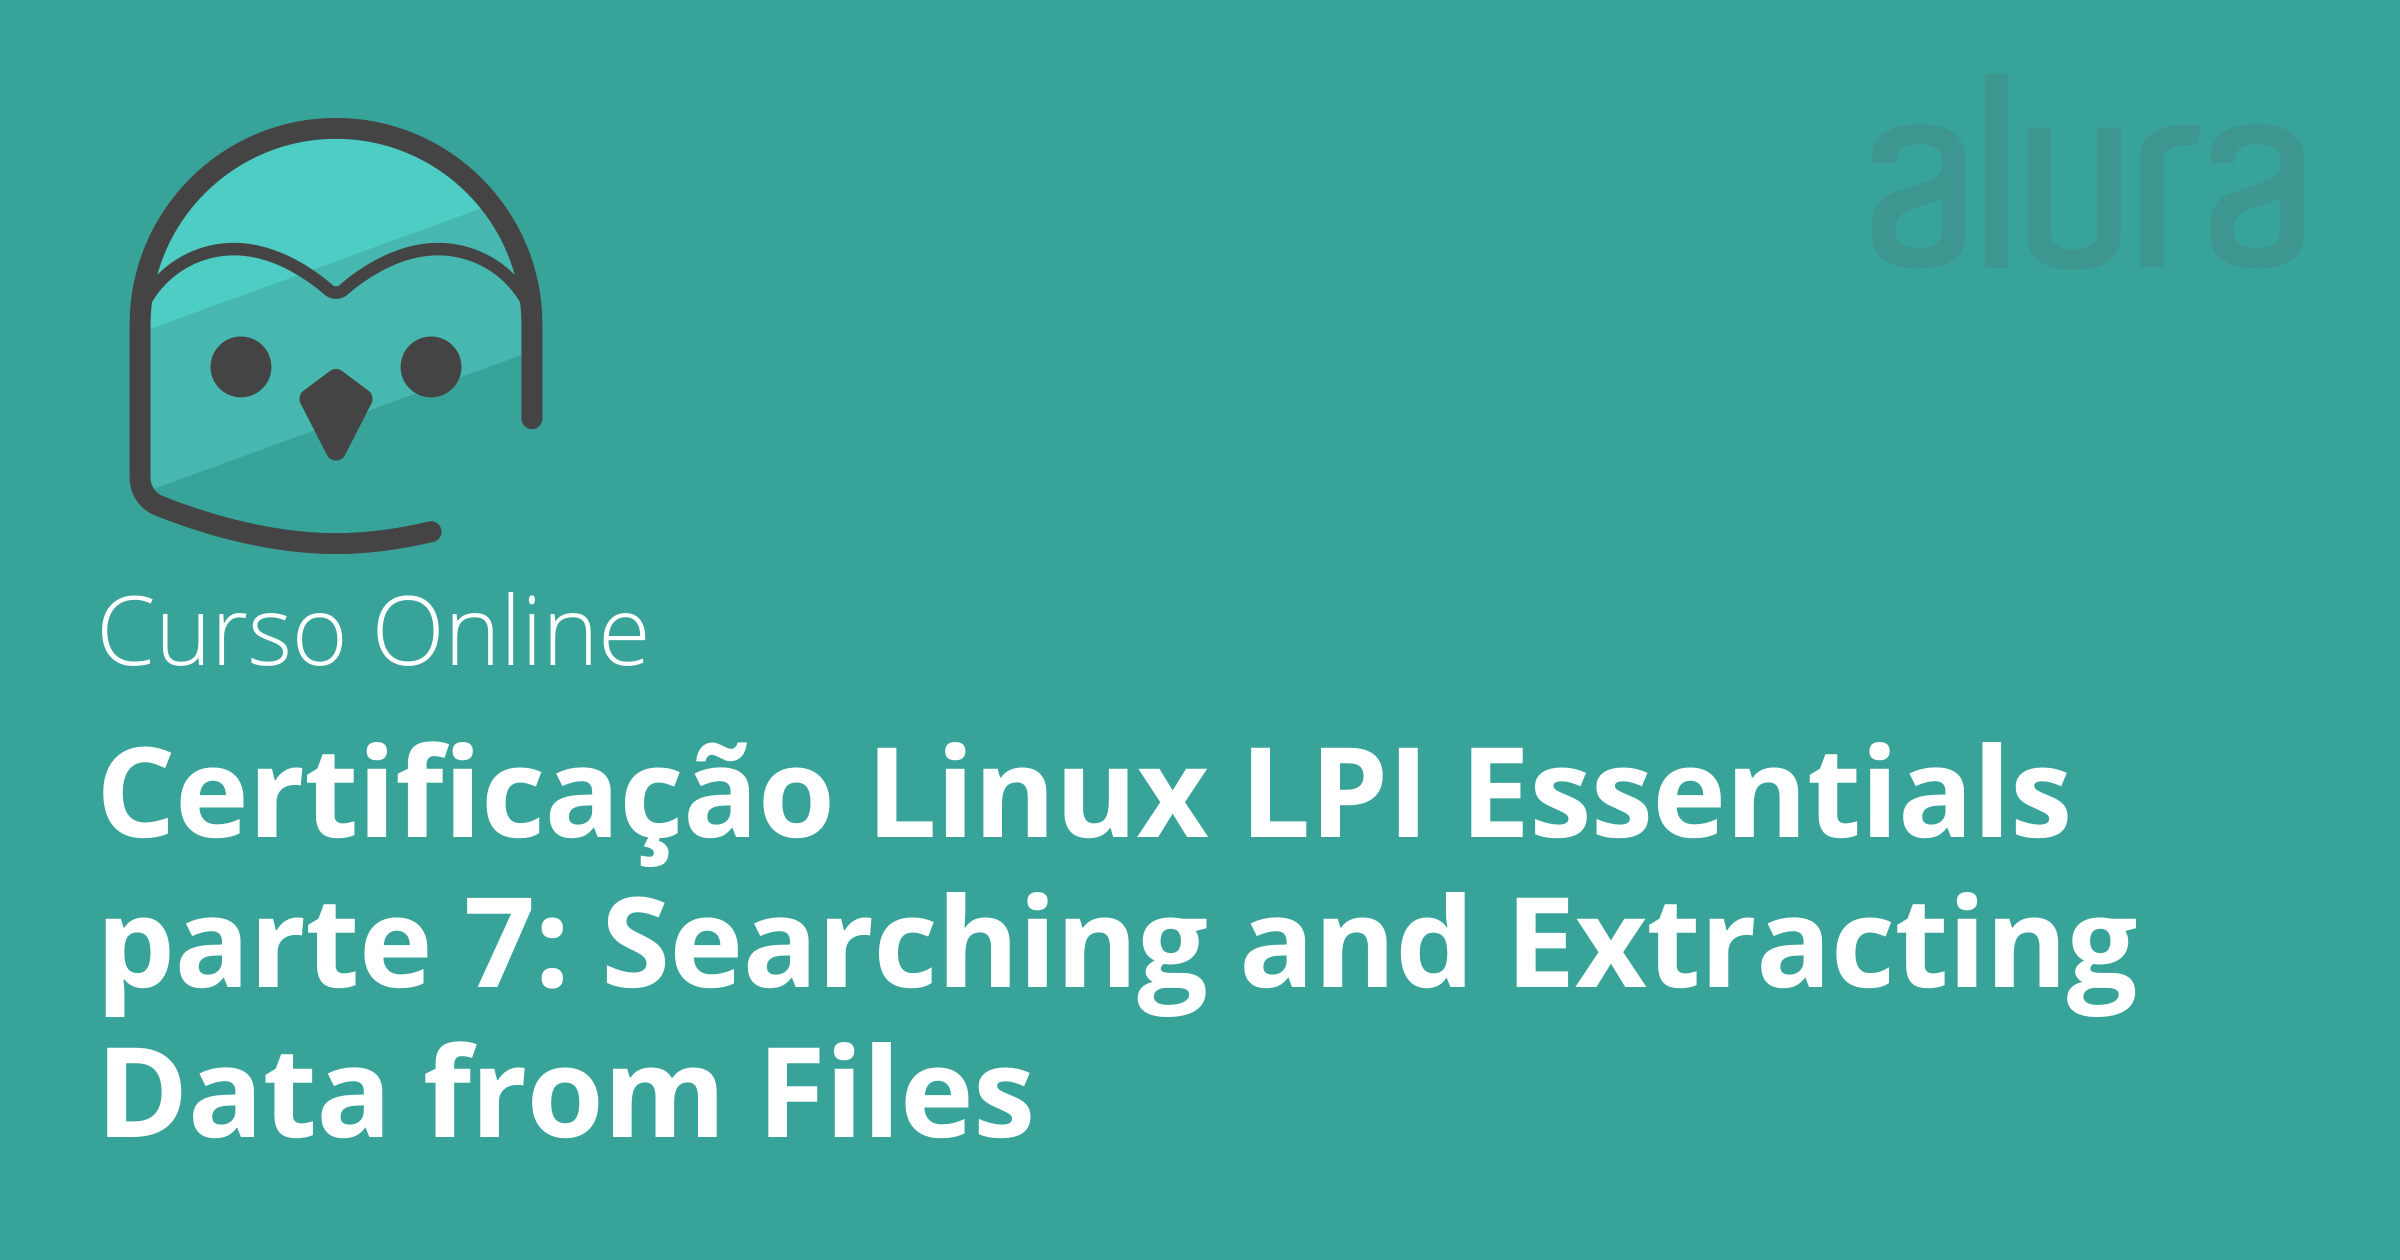 alura
Curso Online
Certificação Linux LPI Essentials
parte 7: Searching and Extracting
Data from Files